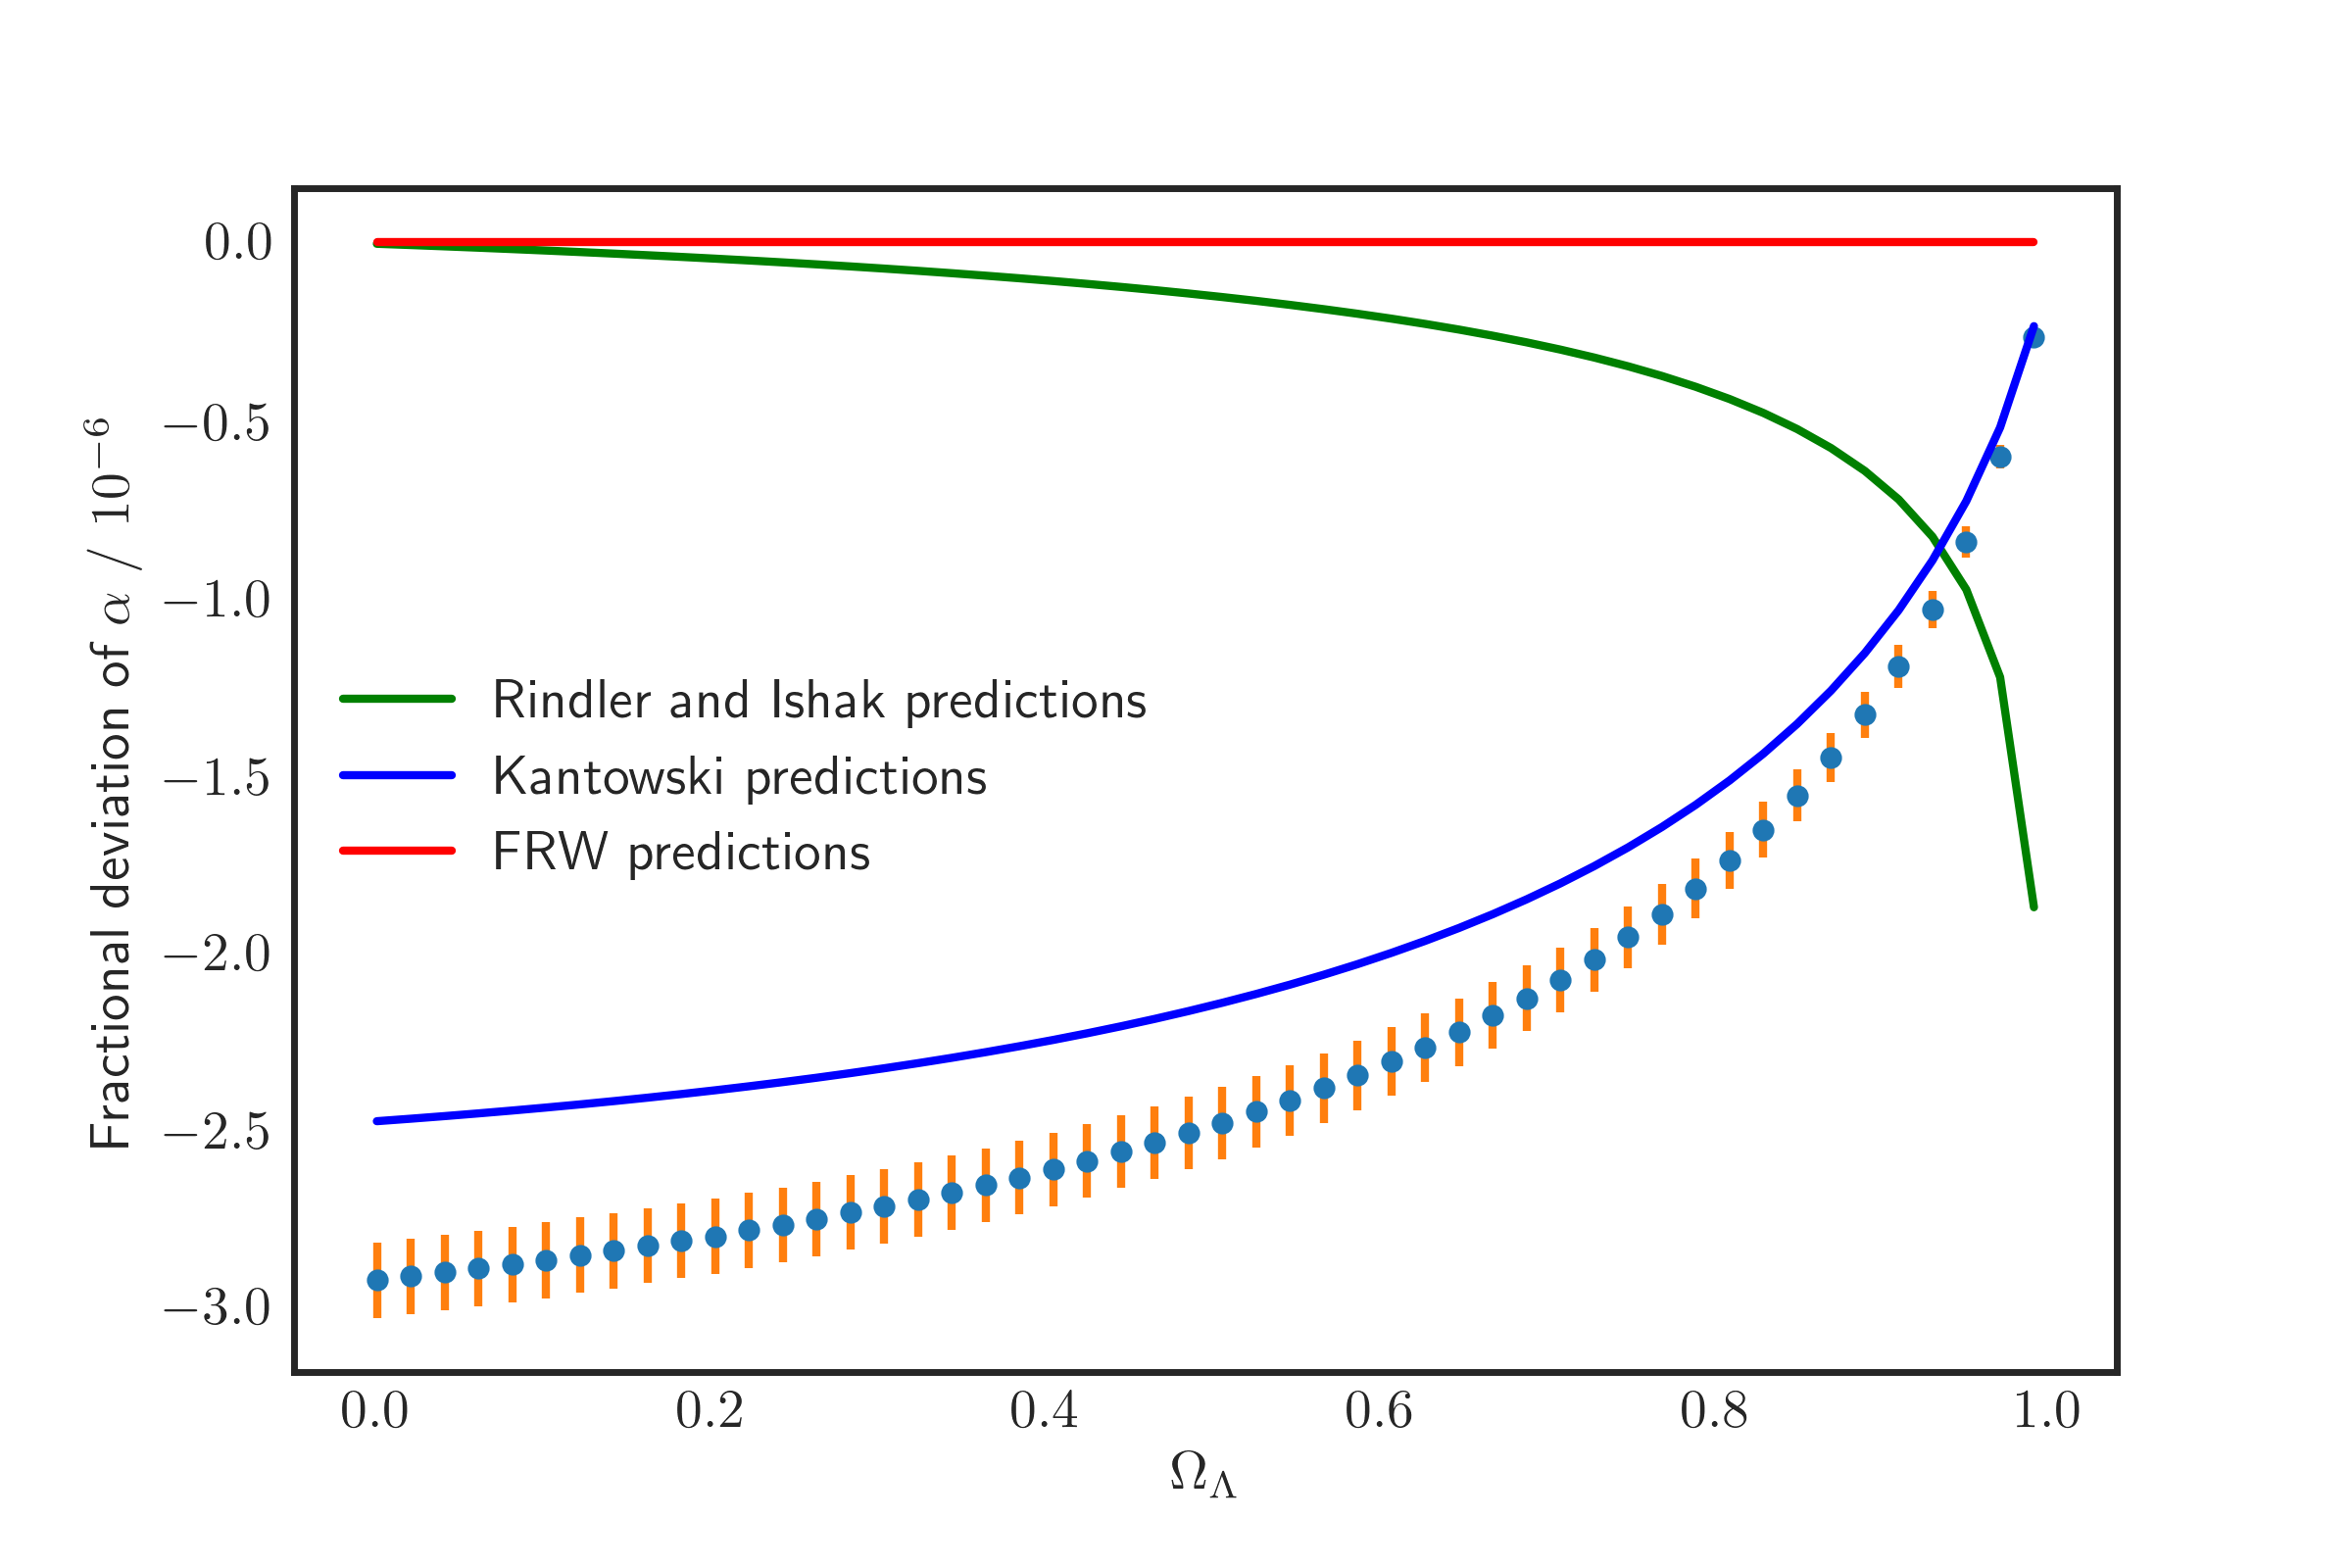 0.0
−0.5
−1.0
−1.5
−2.0
−2.5
−3.0
Fractional deviation of α / 10⁻⁶
Rindler and Ishak predictions
Kantowski predictions
FRW predictions
0.0 0.2 0.4 0.6 0.8 1.0
Ω_Λ